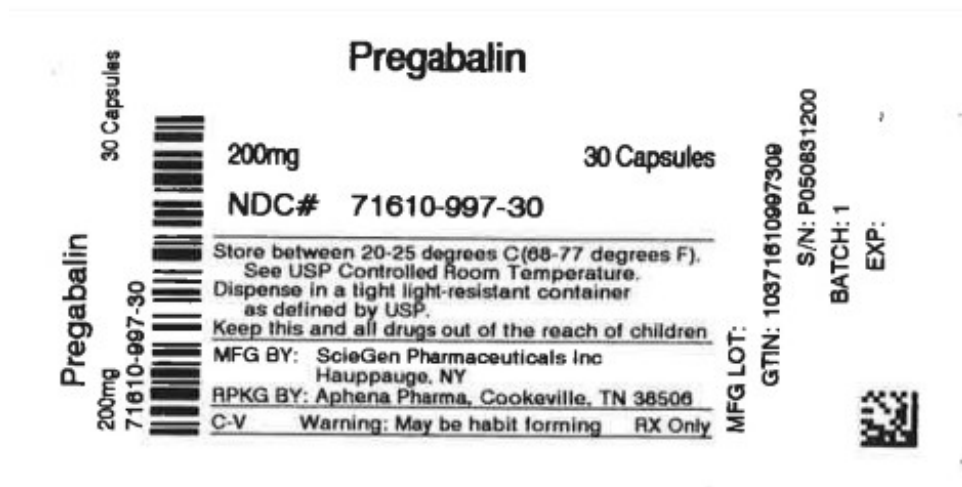 Pregabalin
200mg 30 Capsules
NDC# 71610-997-30
Store between 20-25 degrees C(68-77 degrees F).
See USP Controlled Room Temperature.
Dispense in a tight light-resistant container
as defined by USP.
Keep this and all drugs out of the reach of children
MFG BY: ScieGen Pharmaceuticals Inc
Hauppauge, NY
RPKG BY: Aphena Pharma, Cookeville, TN 38506
C-V Warning: May be habit forming RX Only
Pregabalin
200mg 30 Capsules
71610-997-30
MFG LOT:
GTIN: 10371610997309
S/N: P050831200
BATCH: 1
EXP: